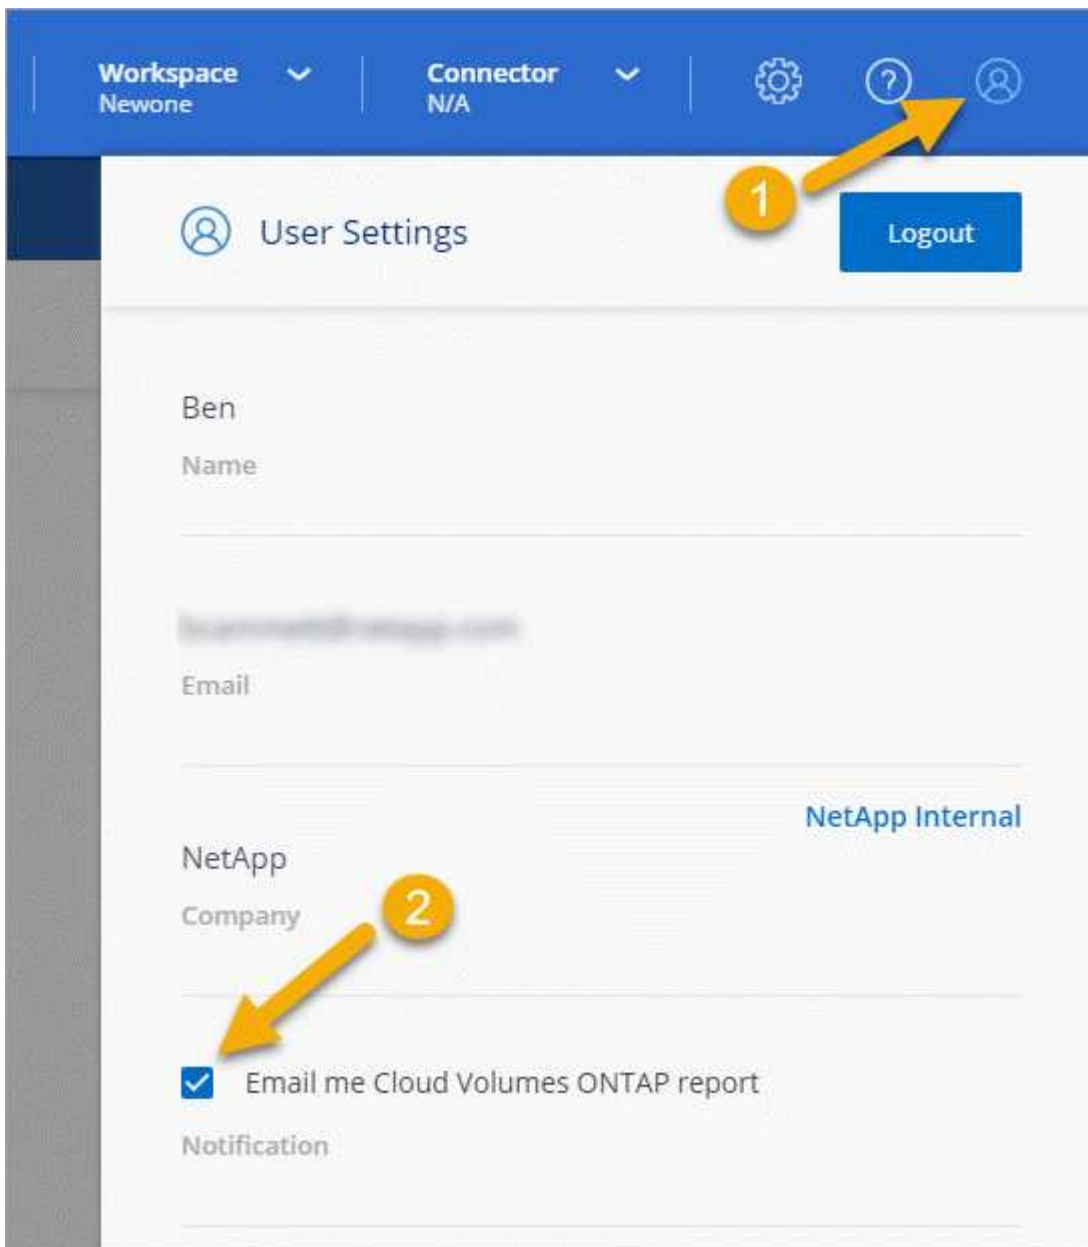 Workspace
Newone
Connector
N/A
?
1
User Settings
Logout
Ben
Name
Email
NetApp Internal
NetApp
Company
2
Email me Cloud Volumes ONTAP report
Notification